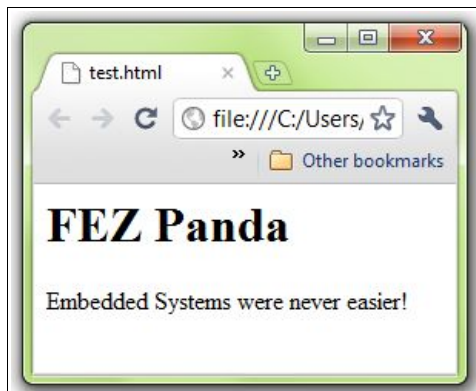 test.html
file:///C:/Users/
» Other bookmarks
FEZ Panda
Embedded Systems were never easier!